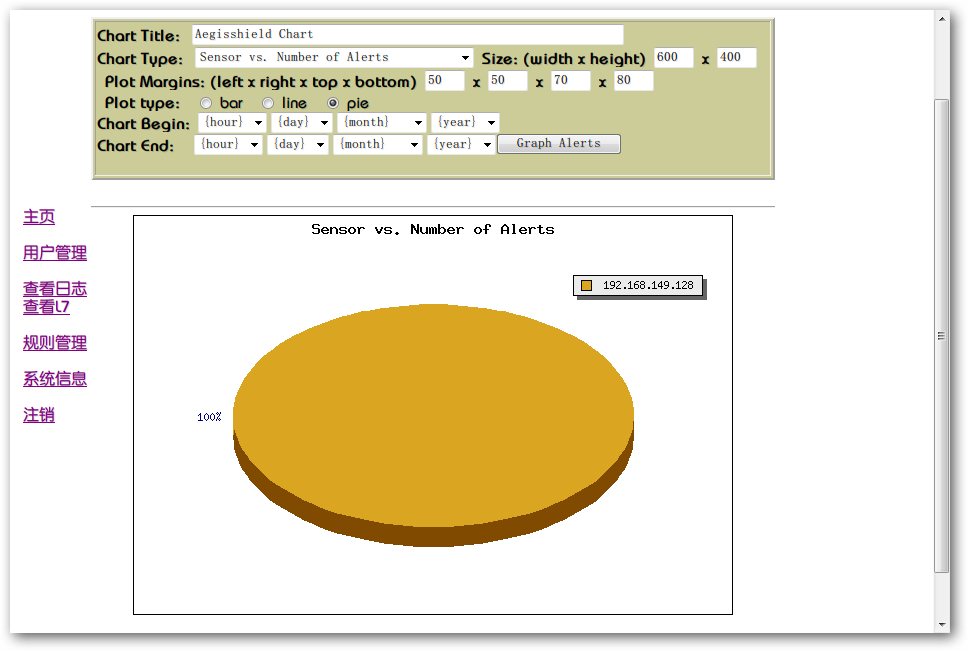 Chart Title: Aegisshield Chart
Chart Type: Sensor vs. Number of Alerts Size: (width x height) 600 x 400
Plot Margins: (left x right x top x bottom) 50 x 50 x 70 x 80
Plot type: bar line pie
Chart Begin: {hour} {day} {month} {year}
Chart End: {hour} {day} {month} {year} Graph Alerts
主页
用户管理
查看日志
查看L7
规则管理
系统信息
注销
Sensor vs. Number of Alerts
192.168.149.128
100%